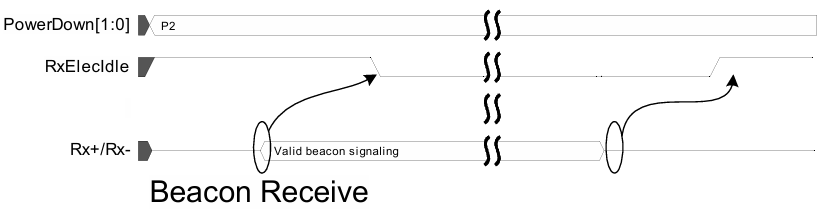 PowerDown[1:0] P2
RxElecIdle
Rx+/Rx- Valid beacon signaling
Beacon Receive